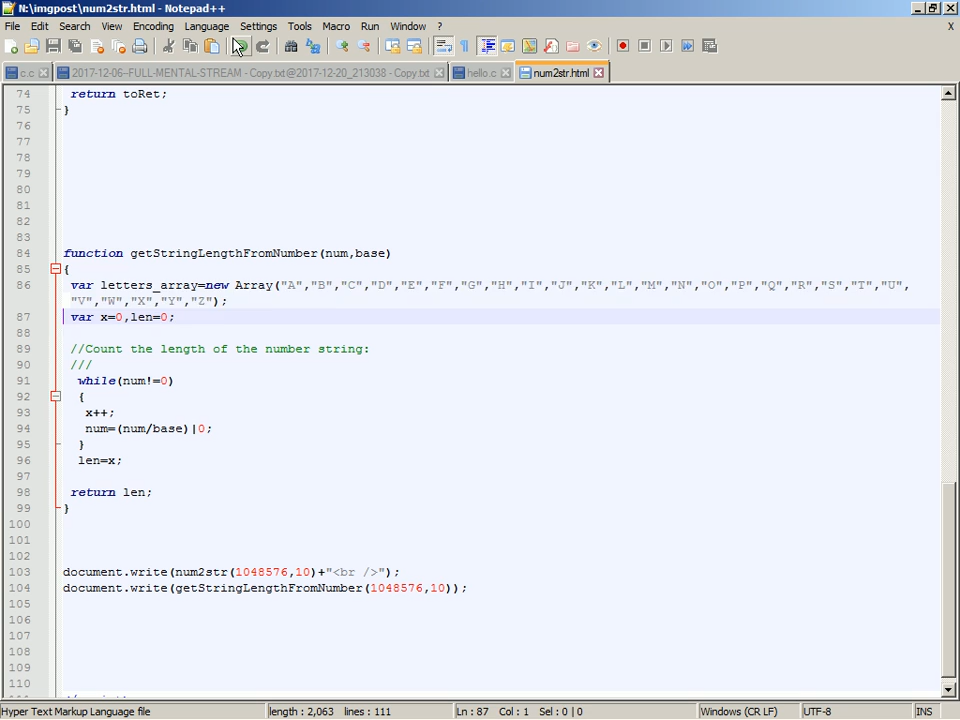 N:\imgpost\num2str.html - Notepad++
File Edit Search View Encoding Language Settings Tools Macro Run Window ? X
c.c 2017-12-06--FULL-MENTAL-STREAM - Copy.txt@2017-12-20_213038 - Copy.txt hello.c num2str.html
74 return toRet;
75 }
76
77
78
79
80
81
82
83
84 function getStringLengthFromNumber(num,base)
85 {
86 var letters_array=new Array("A","B","C","D","E","F","G","H","I","J","K","L","M","N","O","P","Q","R","S","T","U",
"V","W","X","Y","Z");
87 var x=0,len=0;
88
89 //Count the length of the number string:
90 ///
91 while(num!=0)
92 {
93 x++;
94 num=(num/base)|0;
95 }
96 len=x;
97
98 return len;
99 }
100
101
102
103 document.write(num2str(1048576,10)+"<br />");
104 document.write(getStringLengthFromNumber(1048576,10));
105
106
107
108
109
110
Hyper Text Markup Language file length : 2,063 lines : 111 Ln : 87 Col : 1 Sel : 0 | 0 Windows (CR LF) UTF-8 INS